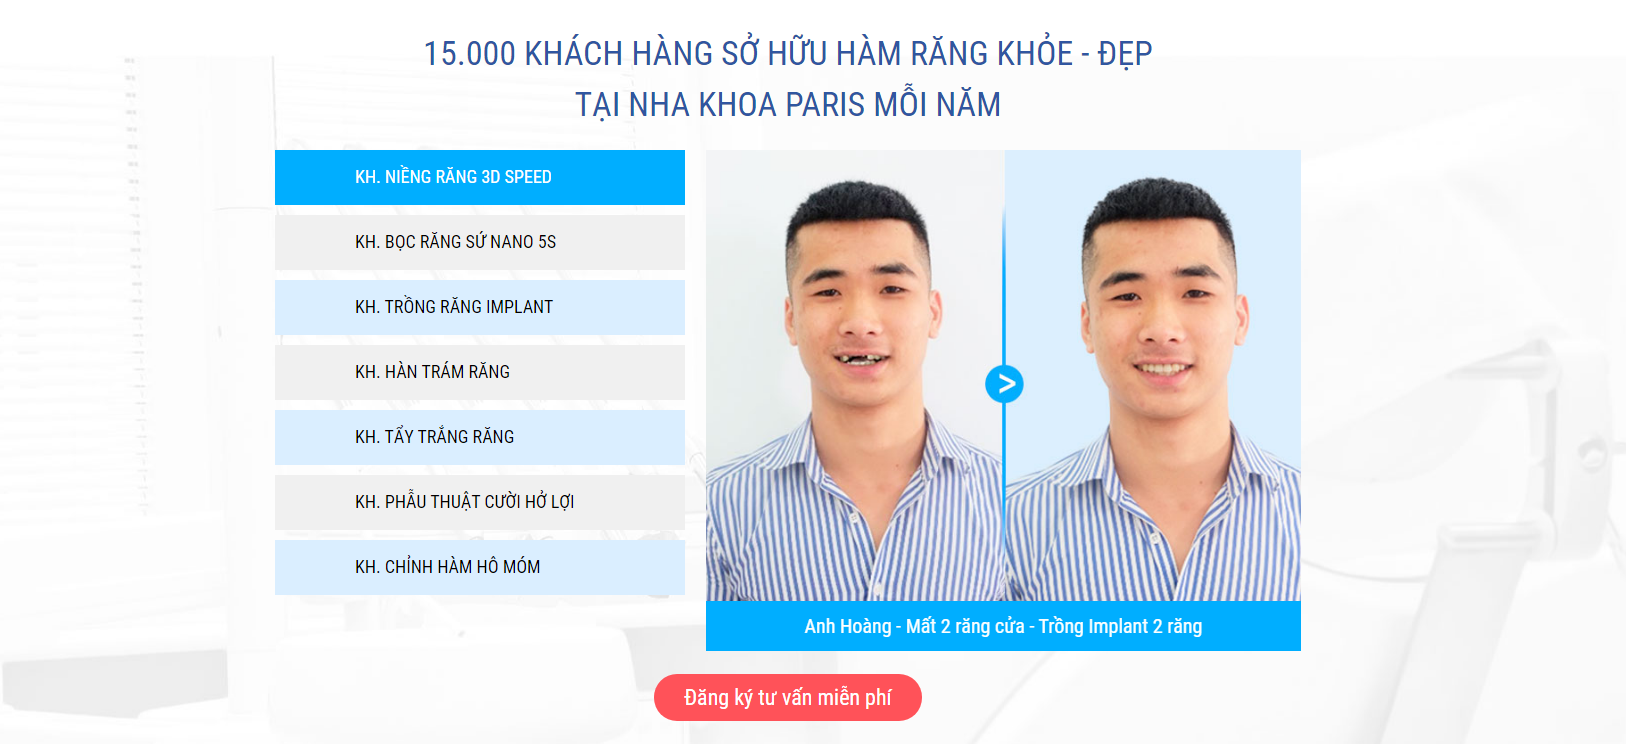 15.000 KHÁCH HÀNG SỞ HỮU HÀM RĂNG KHỎE - ĐẸP
TẠI NHA KHOA PARIS MỖI NĂM
KH. NIỀNG RĂNG 3D SPEED
KH. BỌC RĂNG SỨ NANO 5S
KH. TRỒNG RĂNG IMPLANT
KH. HÀN TRÁM RĂNG
KH. TẨY TRẮNG RĂNG
KH. PHẪU THUẬT CƯỜI HỞ LỢI
KH. CHỈNH HÀM HÔ MÓM
Anh Hoàng - Mất 2 răng cửa - Trồng Implant 2 răng
Đăng ký tư vấn miễn phí